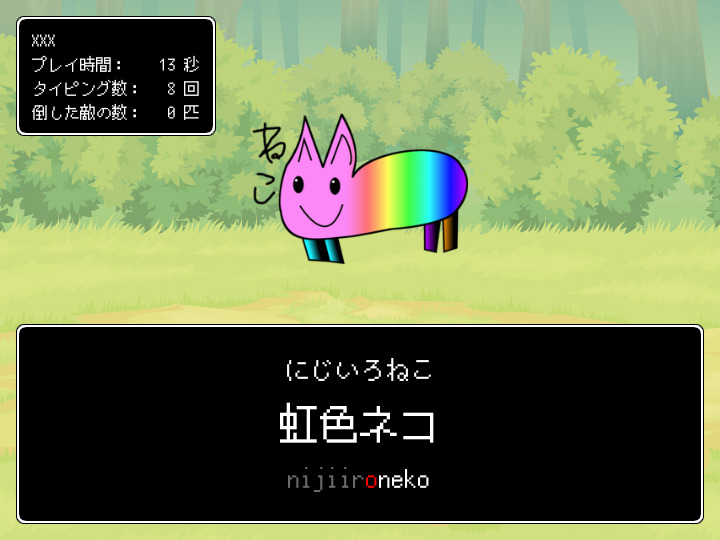 XXX
プレイ時間： 13 秒
タイピング数： 8 回
倒した敵の数： 0 匹
ねこ
にじいろねこ
虹色ネコ
nijiironeko